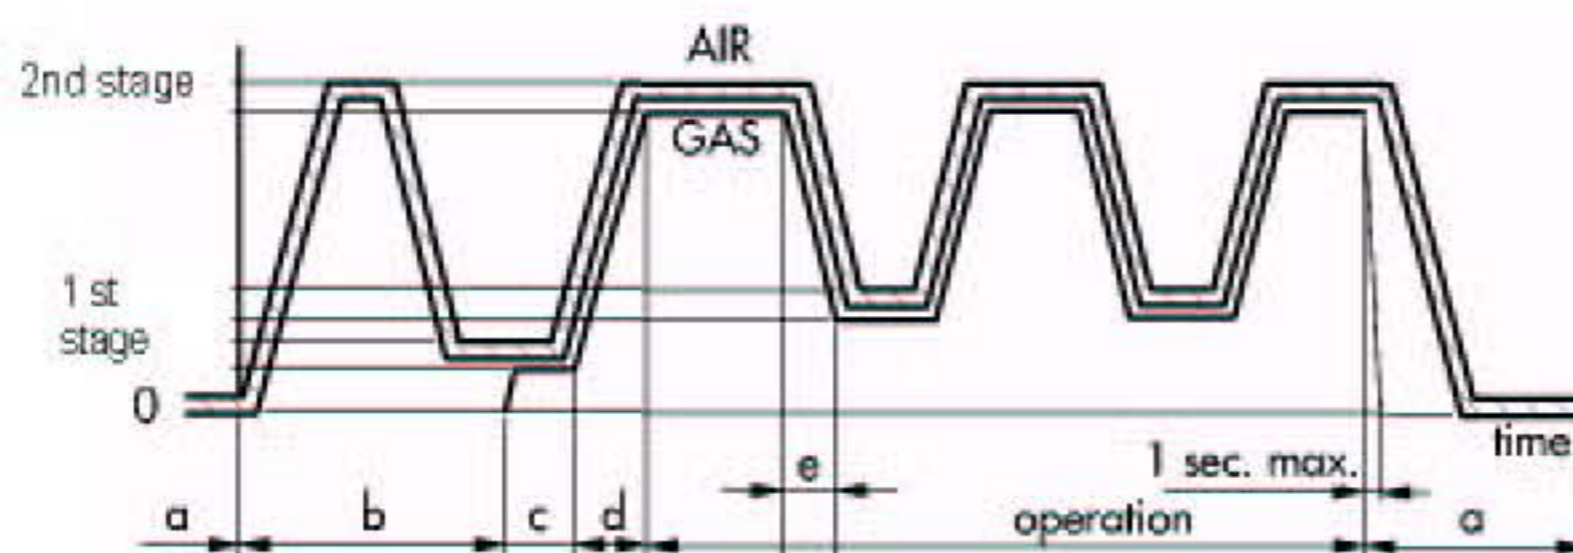 AIR
2nd stage
GAS
1 st
stage
0
time
e
1 sec. max.
a b c d operation a